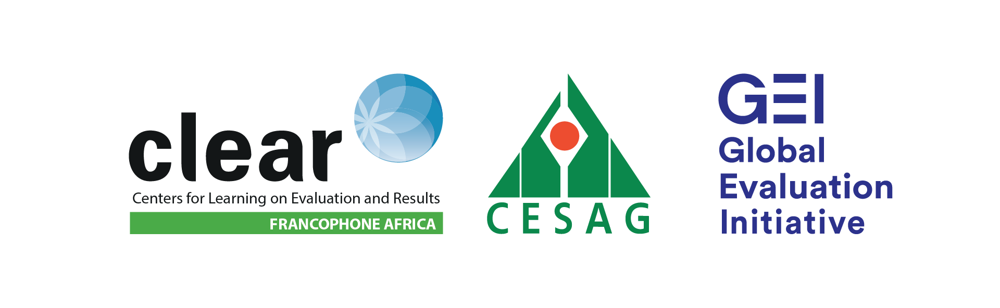 clear
Centers for Learning on Evaluation and Results
FRANCOPHONE AFRICA
CESAG
GEI
Global
Evaluation
Initiative